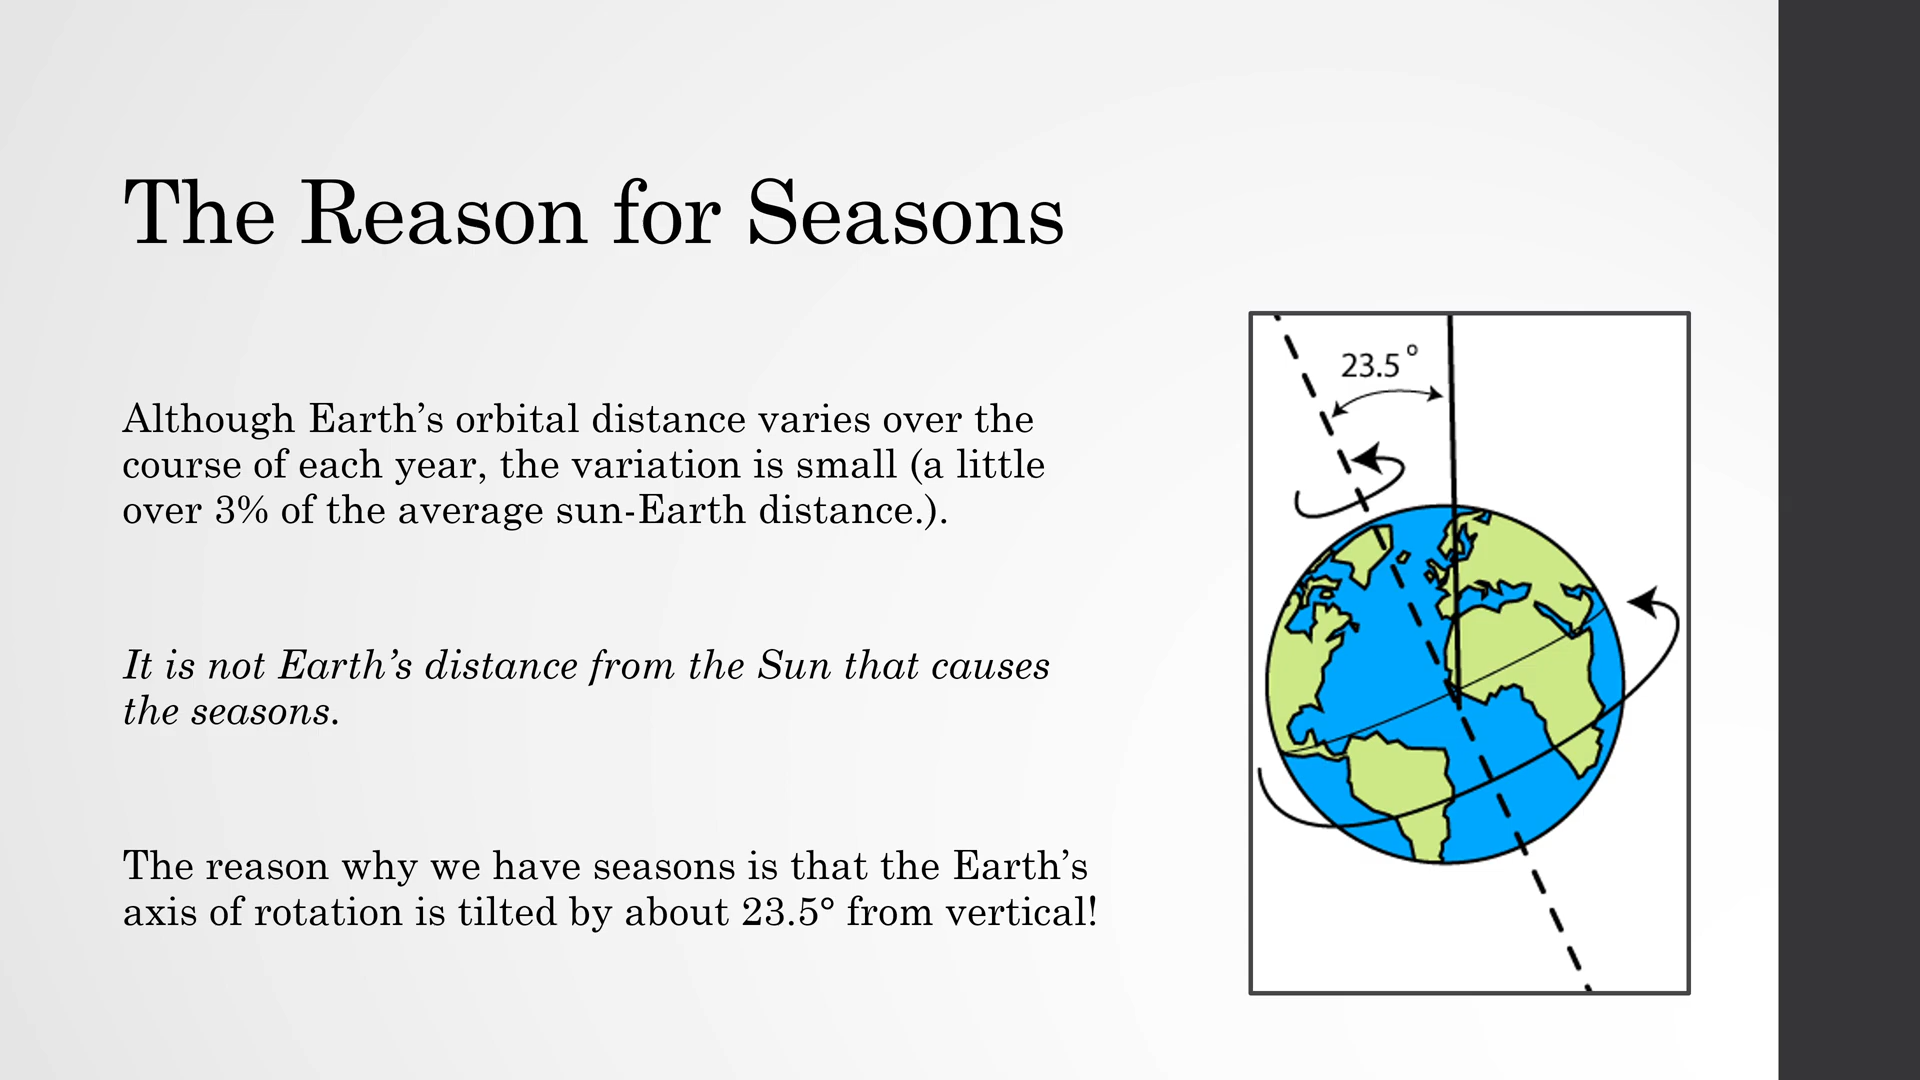 The Reason for Seasons
Although Earth’s orbital distance varies over the
course of each year, the variation is small (a little
over 3% of the average sun-Earth distance.).
It is not Earth’s distance from the Sun that causes
the seasons.
The reason why we have seasons is that the Earth’s
axis of rotation is tilted by about 23.5° from vertical!
23.5°